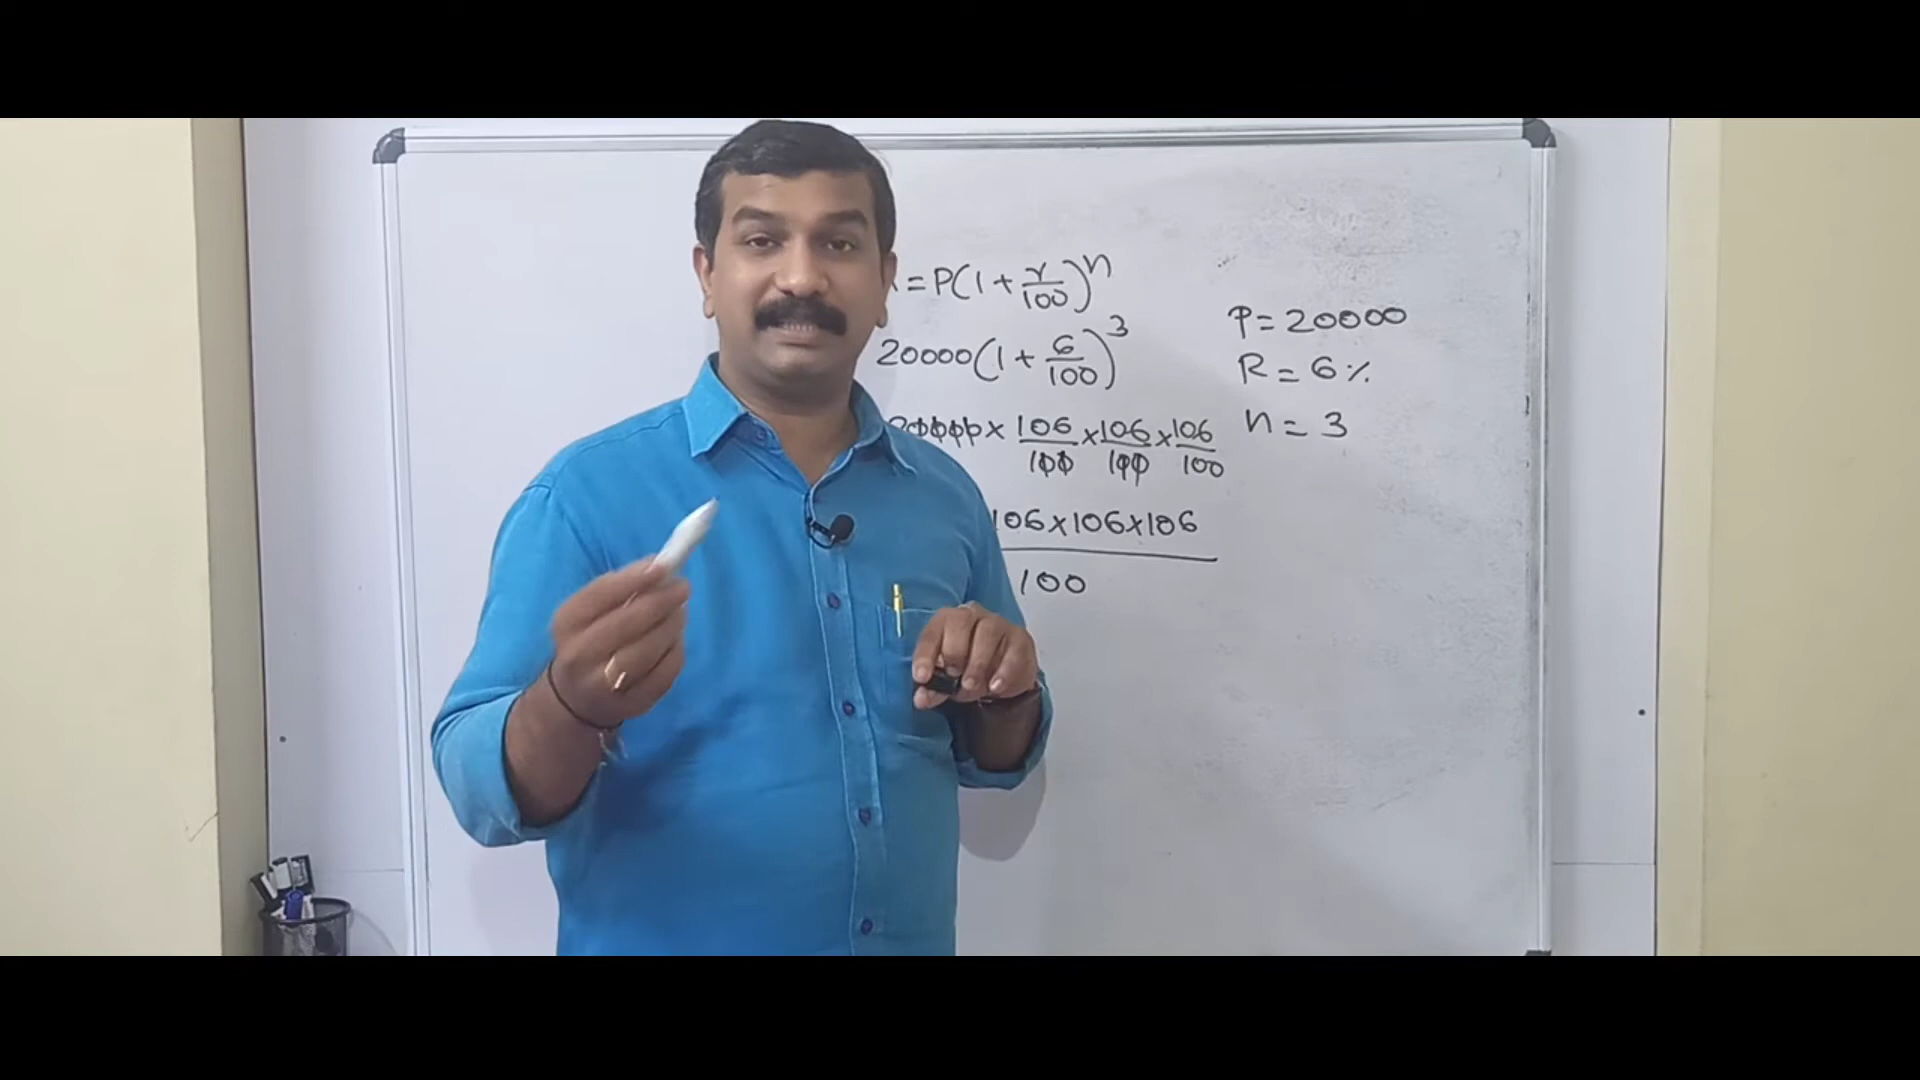 = P(1 + r/100)^n
P = 20000
20000(1 + 6/100)^3
R = 6%
20000 × 106/100 × 106/100 × 106/100
n = 3
106×106×106
100